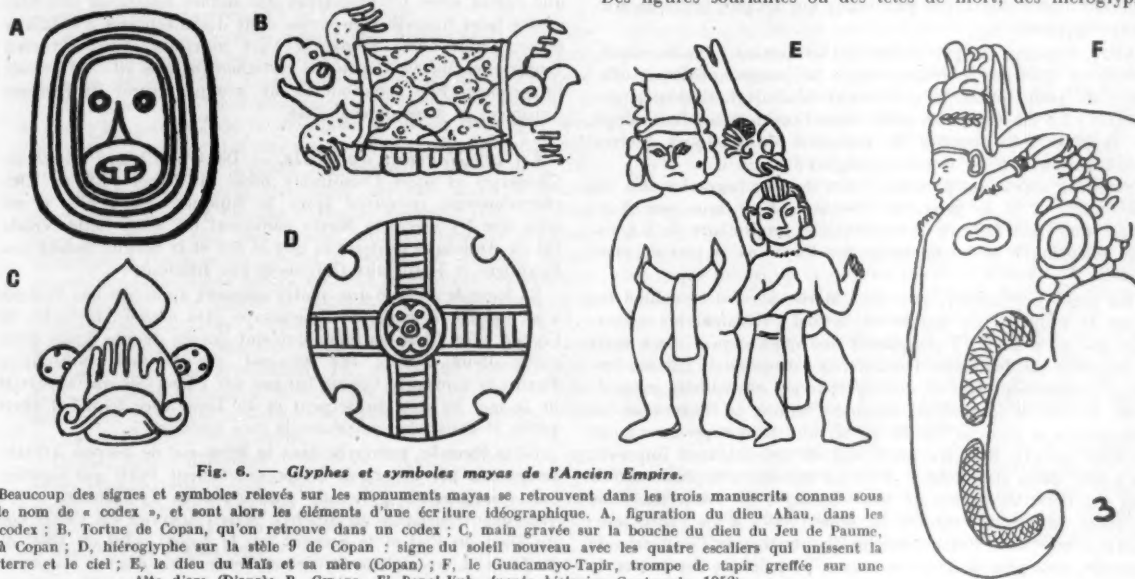 Des figures souriantes ou des têtes de mort, des hiéroglyp
A
B
E
F
C
D
3
Fig. 6. — Glyphes et symboles mayas de l'Ancien Empire.
Beaucoup des signes et symboles relevés sur les monuments mayas se retrouvent dans les trois manuscrits connus sous
le nom de « codex », et sont alors les éléments d'une écriture idéographique. A, figuration du dieu Ahau, dans les
codex ; B, Tortue de Copan, qu'on retrouve dans un codex ; C, main gravée sur la bouche du dieu du Jeu de Paume,
à Copan ; D, hiéroglyphe sur la stèle 9 de Copan : signe du soleil nouveau avec les quatre escaliers qui unissent la
terre et le ciel ; E, le dieu du Maïs et sa mère (Copan) ; F, le Guacamayo-Tapir, trompe de tapir greffée sur une